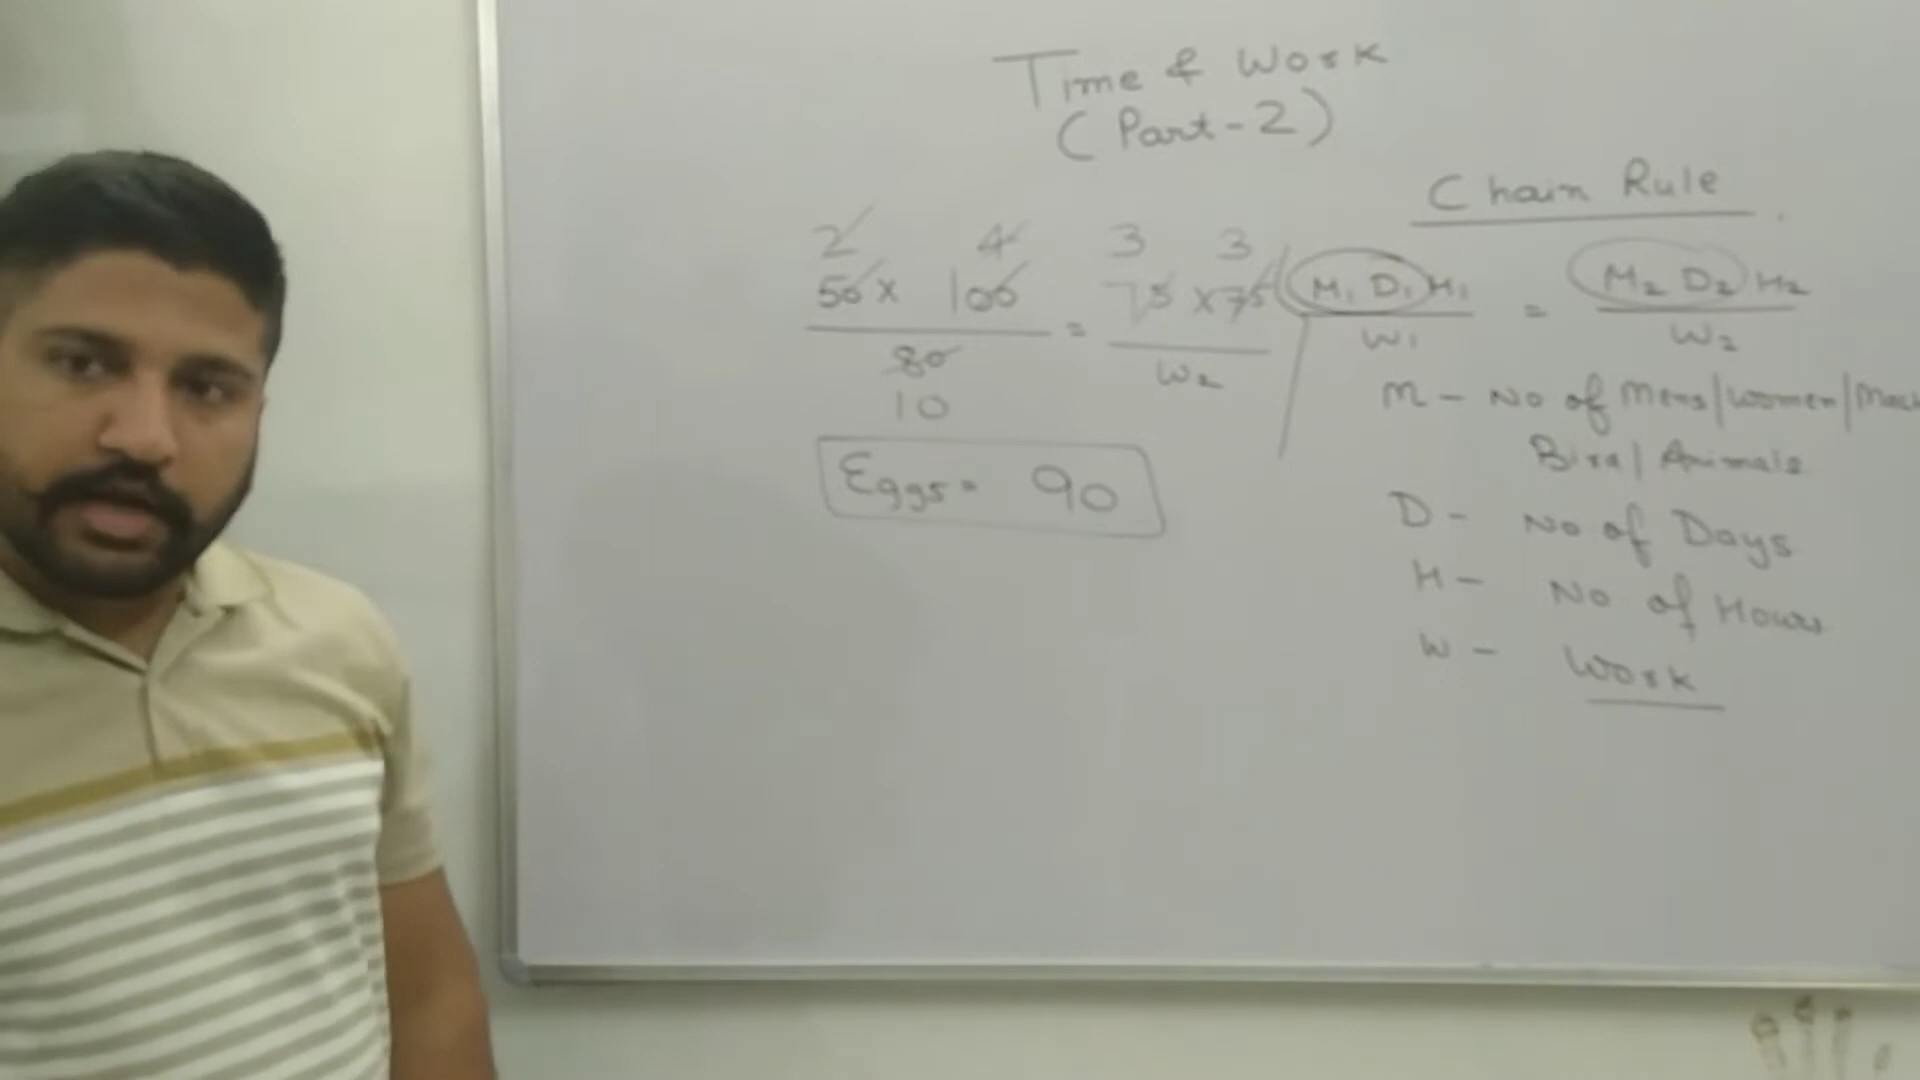 Time & Work
(Part-2)
2 4 3 3
50 x 100 = 75 x 75
80 W2
10
Eggs = 90
Chain Rule
M1 D1 H1 = M2 D2 H2
W1 W2
M - No of Mens/Women/Mach
Bird/Animals
D - No of Days
H - No of Hours
W - Work